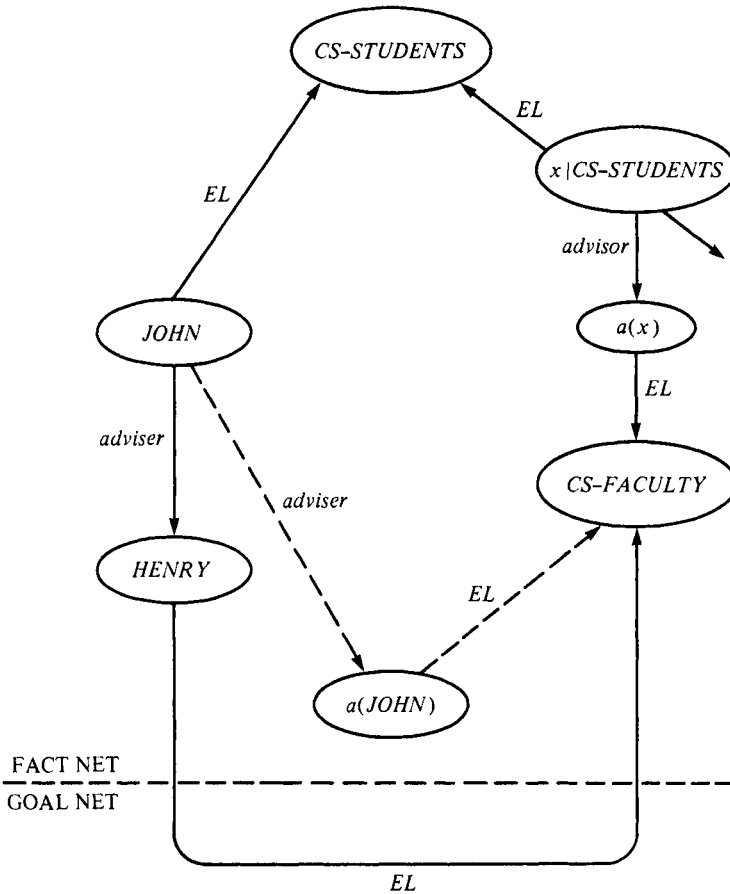 CS-STUDENTS
EL
x | CS-STUDENTS
EL
advisor
JOHN
a(x)
EL
adviser
adviser
CS-FACULTY
HENRY
EL
a(JOHN)
FACT NET
GOAL NET
EL